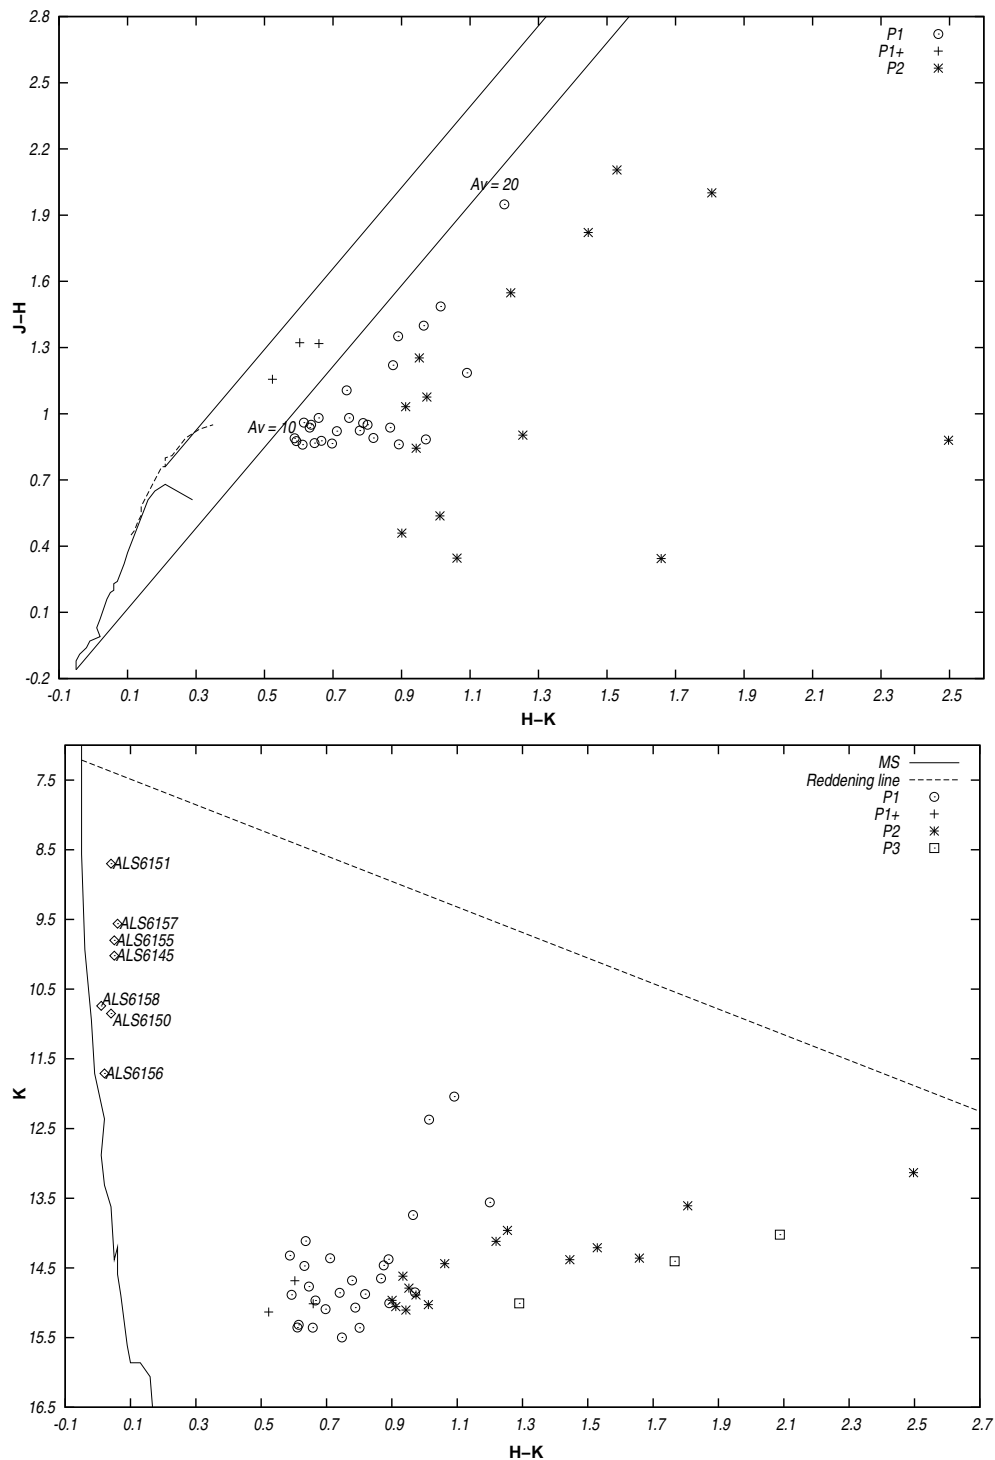 2.8
2.5
2.2
1.9
1.6
1.3
1
0.7
0.4
0.1
-0.2
J-H
P1
P1+
P2
Av = 20
Av = 10
-0.1 0.1 0.3 0.5 0.7 0.9 1.1 1.3 1.5 1.7 1.9 2.1 2.3 2.5
H-K
7.5
8.5
9.5
10.5
11.5
12.5
13.5
14.5
15.5
16.5
K
MS
Reddening line
P1
P1+
P2
P3
ALS6151
ALS6157
ALS6155
ALS6145
ALS6158
ALS6150
ALS6156
-0.1 0.1 0.3 0.5 0.7 0.9 1.1 1.3 1.5 1.7 1.9 2.1 2.3 2.5 2.7
H-K